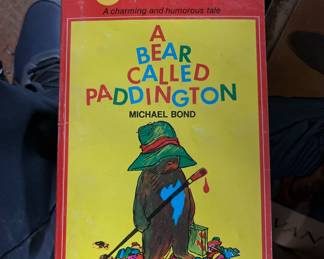 A charming and humorous tale
A
BEAR
CALLED
PADDINGTON
MICHAEL BOND